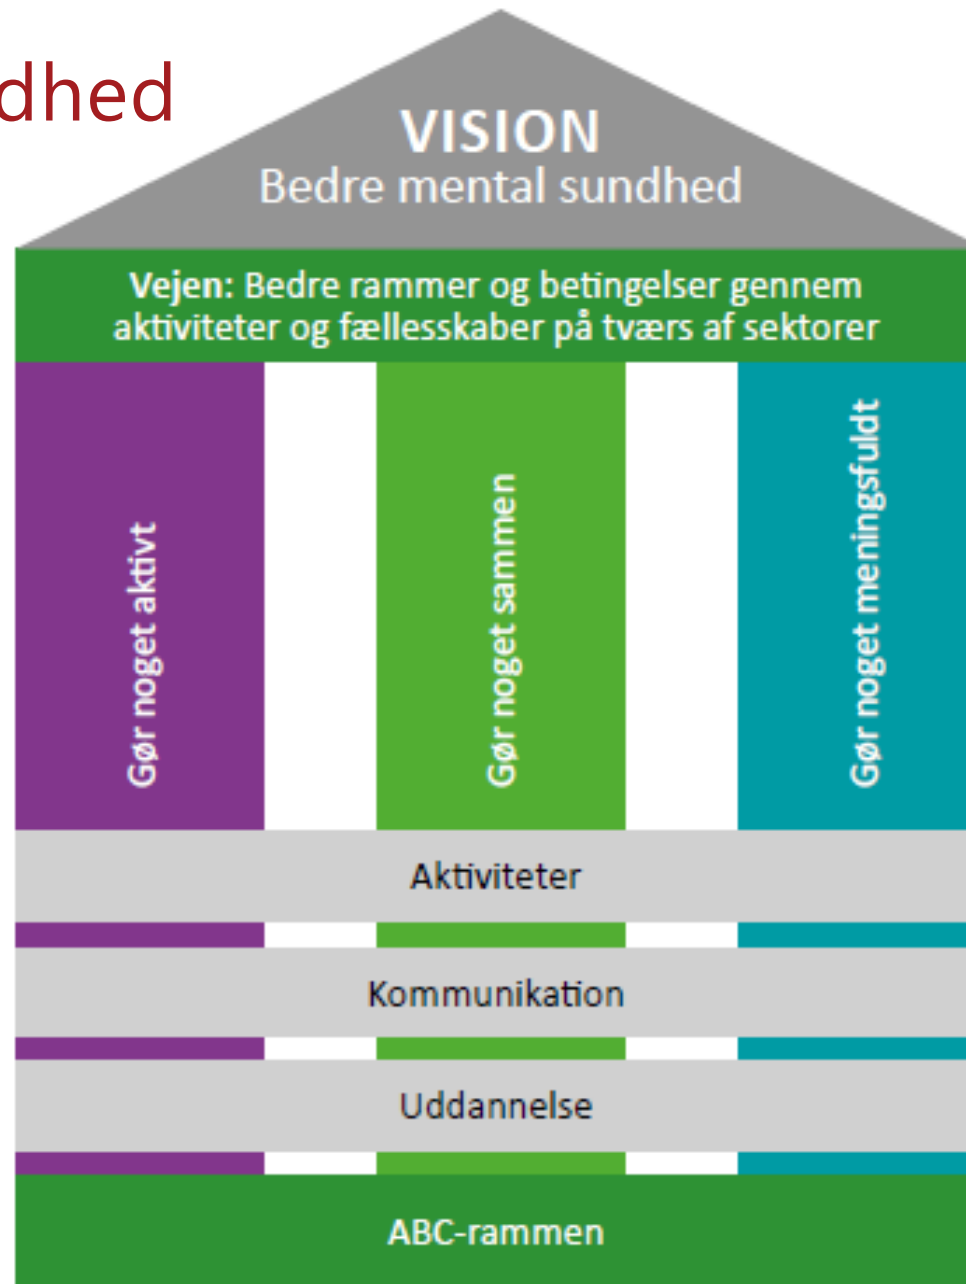 dhed
VISION
Bedre mental sundhed
Vejen: Bedre rammer og betingelser gennem
aktiviteter og fællesskaber på tværs af sektorer
Gør noget aktivt
Gør noget sammen
Gør noget meningsfuldt
Aktiviteter
Kommunikation
Uddannelse
ABC-rammen